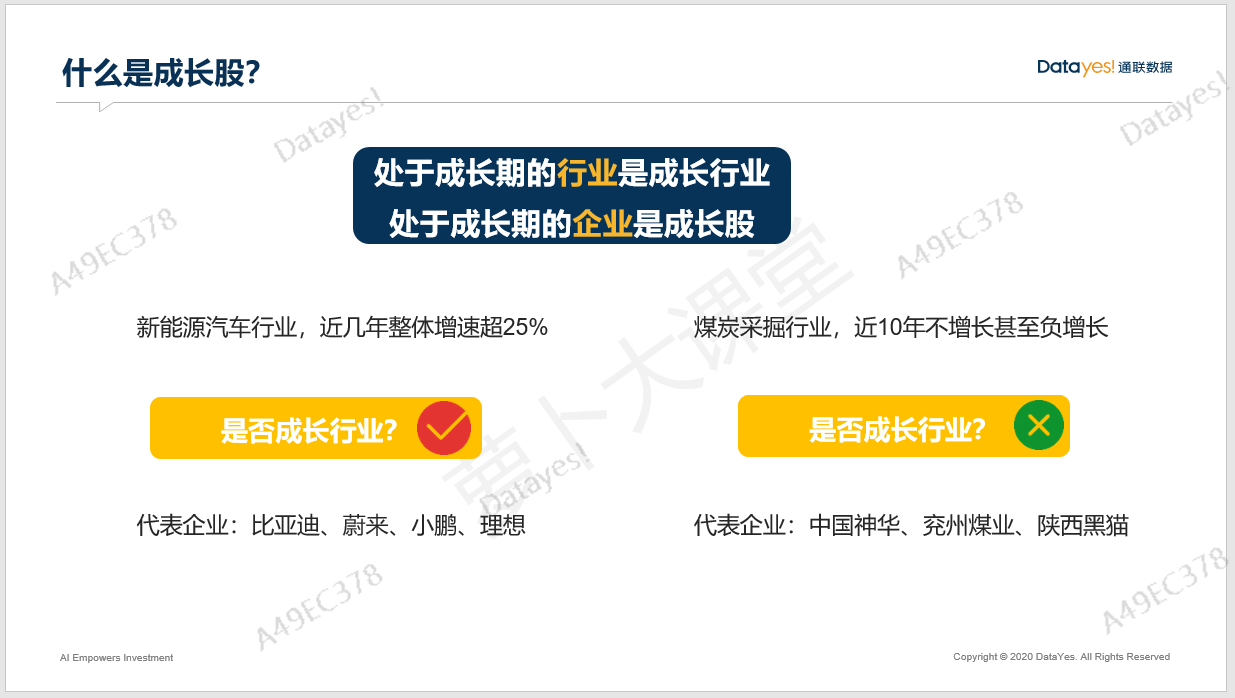 什么是成长股?
Datayes! 通联数据
Datayes!
Datayes!
处于成长期的行业是成长行业
处于成长期的企业是成长股
A49EC378
A49EC378
萝卜大课堂
新能源汽车行业，近几年整体增速超25%
煤炭采掘行业，近10年不增长甚至负增长
是否成长行业?
是否成长行业?
Datayes!
代表企业：比亚迪、蔚来、小鹏、理想
代表企业：中国神华、兖州煤业、陕西黑猫
A49EC378
A49EC378
AI Empowers Investment
Copyright © 2020 DataYes. All Rights Reserved